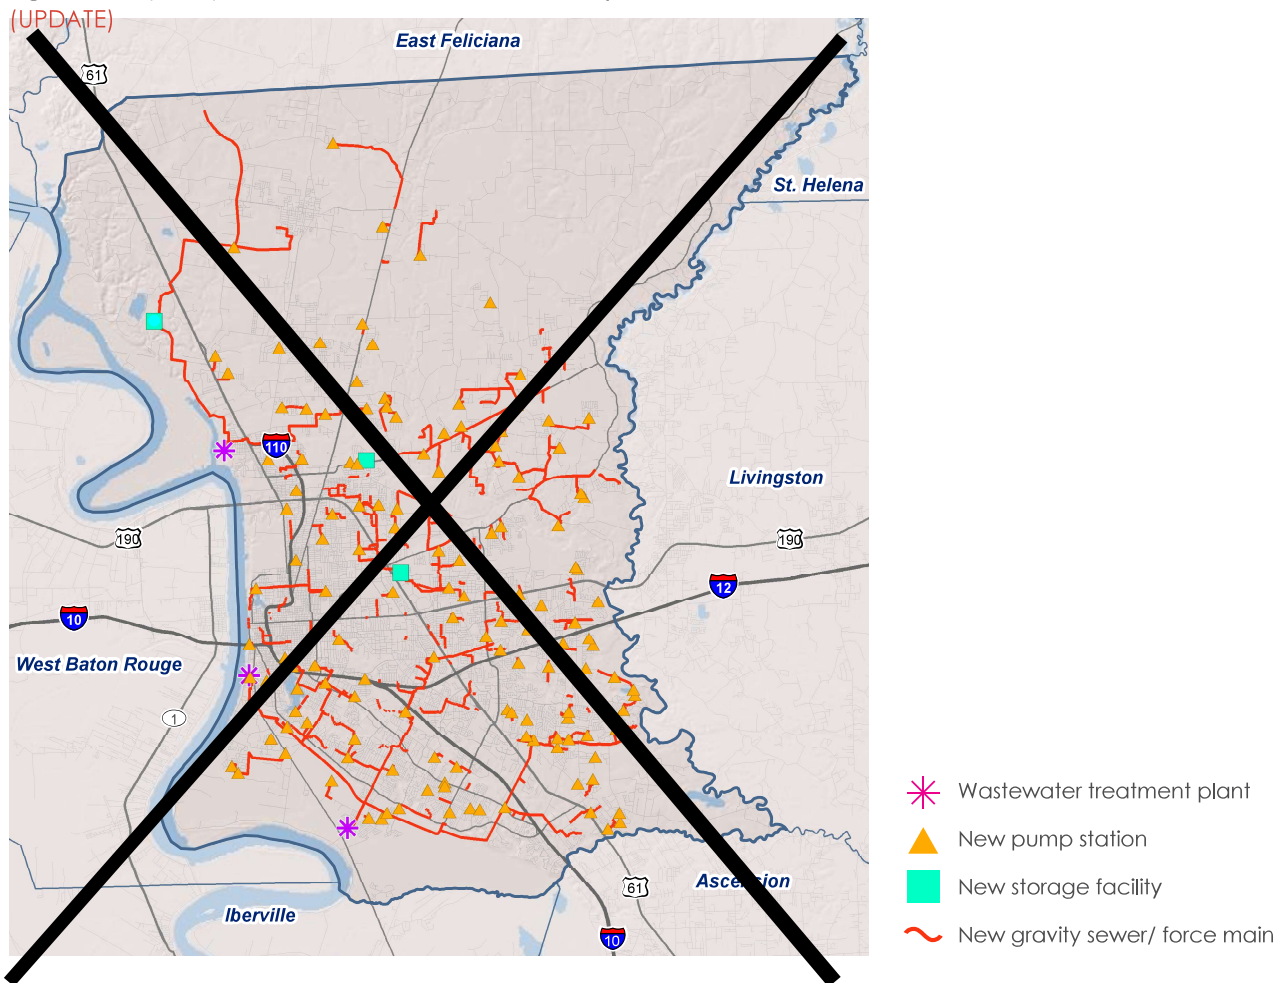 (UPDATE)
East Feliciana
61
St. Helena
110
Livingston
190
190
12
10
West Baton Rouge
1
Wastewater treatment plant
New pump station
Ascension
61
New storage facility
Iberville
10
New gravity sewer/ force main